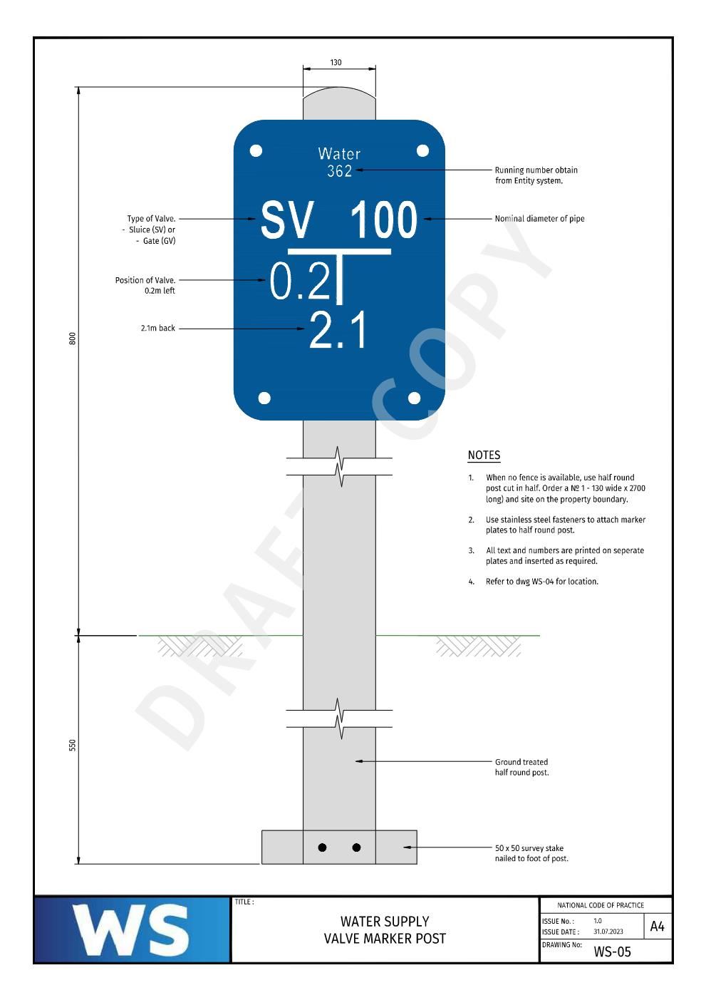 130
Water
362
Running number obtain
from Entity system.
Type of Valve.
- Sluice (SV) or
- Gate (GV)
SV 100
Nominal diameter of pipe
Position of Valve.
0.2m left
0.2
2.1m back
2.1
800
DRAFT COPY
NOTES
1. When no fence is available, use half round
post cut in half. Order a № 1 - 130 wide x 2700
long) and site on the property boundary.
2. Use stainless steel fasteners to attach marker
plates to half round post.
3. All text and numbers are printed on seperate
plates and inserted as required.
4. Refer to dwg WS-04 for location.
550
Ground treated
half round post.
50 x 50 survey stake
nailed to foot of post.
WS
TITLE :
WATER SUPPLY
VALVE MARKER POST
NATIONAL CODE OF PRACTICE
ISSUE No. : 1.0
ISSUE DATE : 31.07.2023
A4
DRAWING No: WS-05